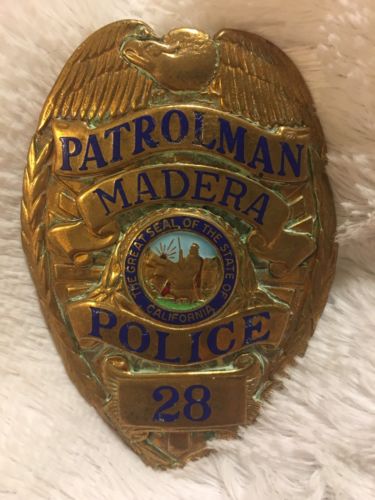 PATROLMAN
MADERA
THE GREAT SEAL OF THE STATE OF CALIFORNIA
POLICE
28